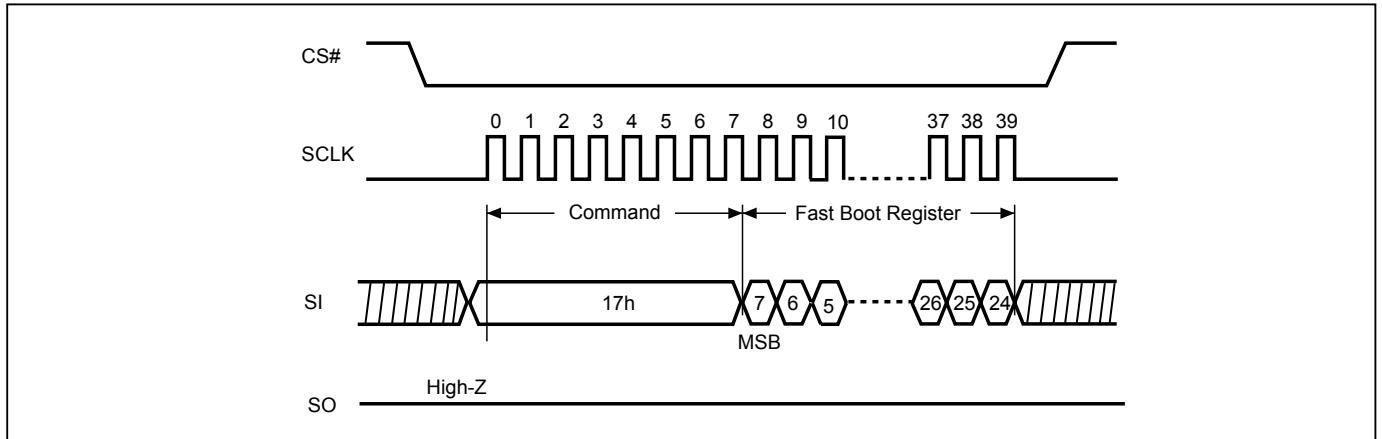 CS#
0 1 2 3 4 5 6 7 8 9 10 37 38 39
SCLK
Command Fast Boot Register
SI 17h 7 6 5 26 25 24
MSB
High-Z
SO